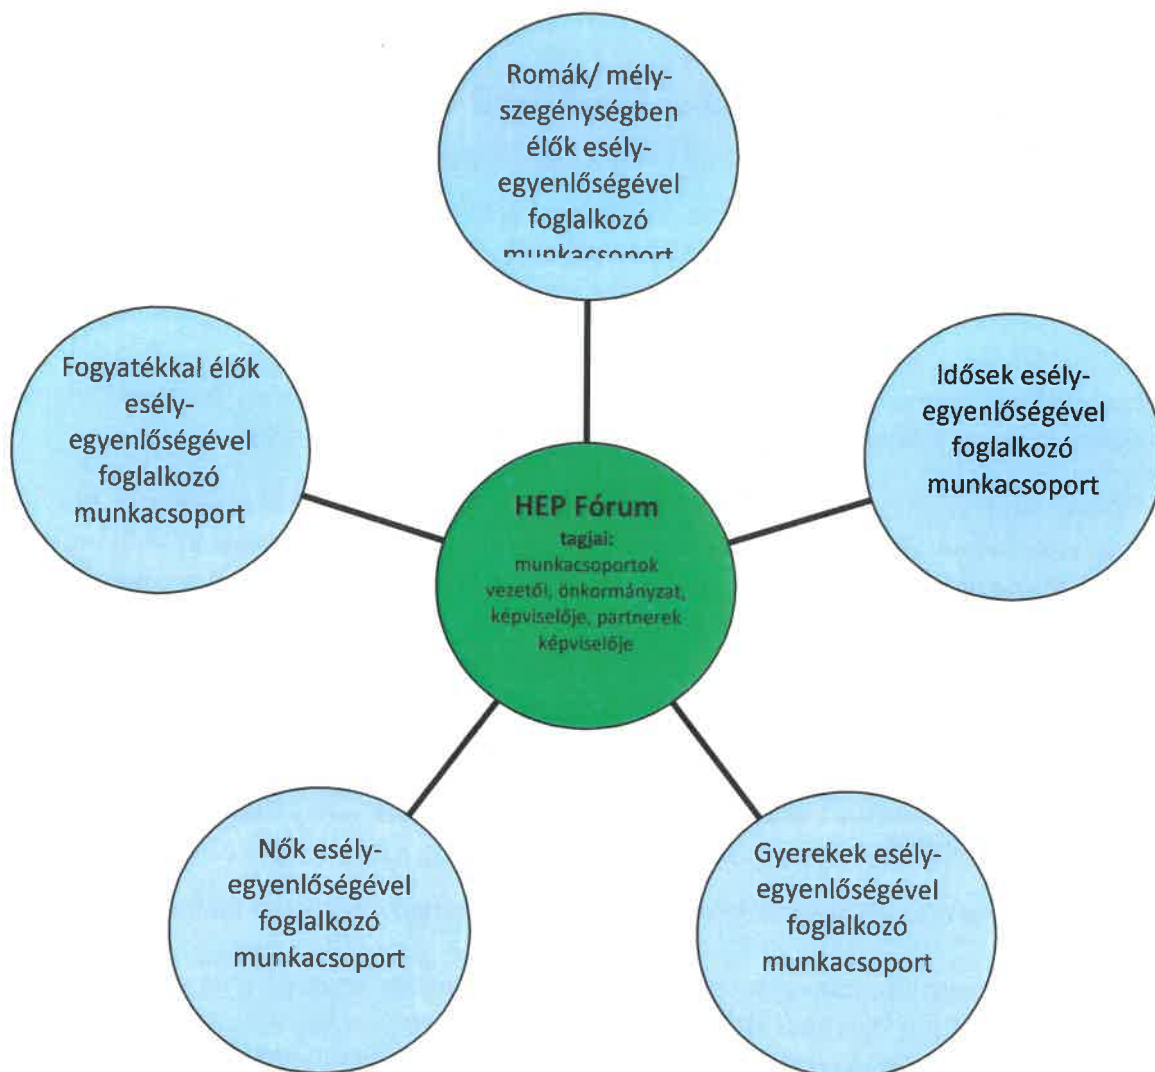 Romák/ mély-
szegénységben
élők esély-
egyenlőségével
foglalkozó
munkacsoport
Fogyatékkal élők
esély-
egyenlőségével
foglalkozó
munkacsoport
Idősek esély-
egyenlőségével
foglalkozó
munkacsoport
HEP Fórum
tagjai:
munkacsoportok
vezetői, önkormányzat,
képviselője, partnerek
képviselője
Nők esély-
egyenlőségével
foglalkozó
munkacsoport
Gyerekek esély-
egyenlőségével
foglalkozó
munkacsoport